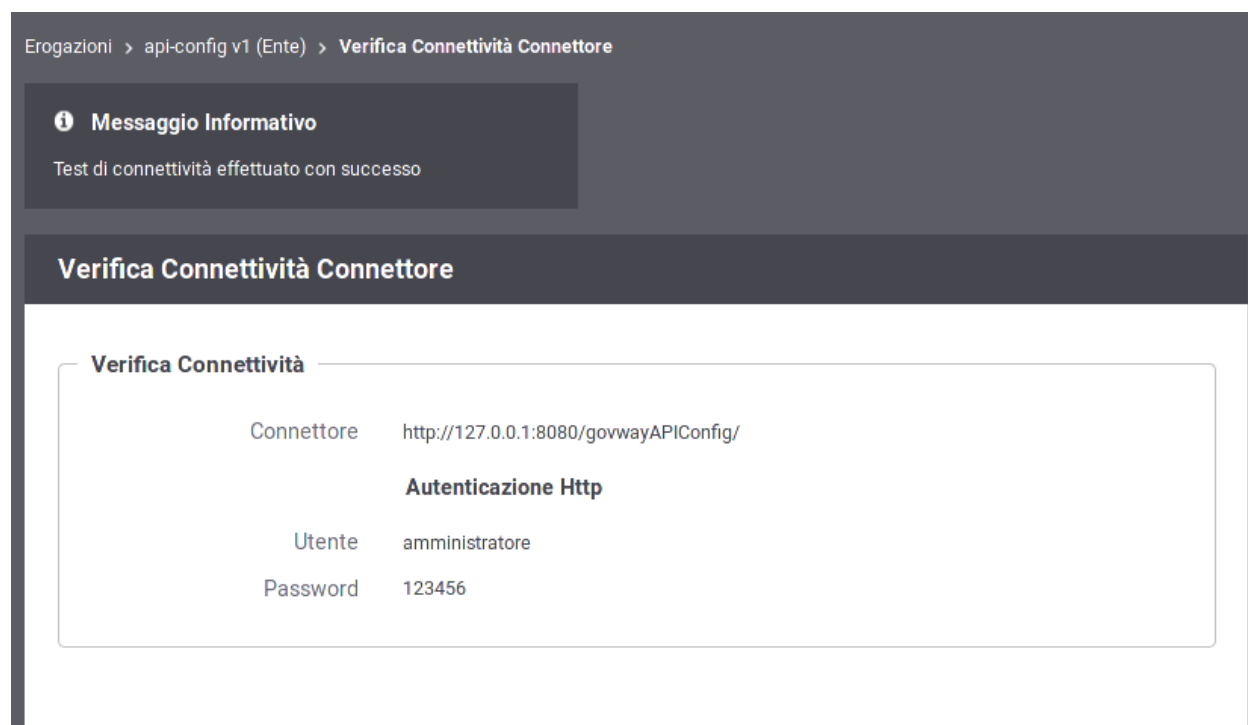 Erogazioni > api-config v1 (Ente) > Verifica Connettività Connettore
Messaggio Informativo
Test di connettività effettuato con successo
Verifica Connettività Connettore
Verifica Connettività
Connettore http://127.0.0.1:8080/govwayAPIConfig/
Autenticazione Http
Utente amministratore
Password 123456